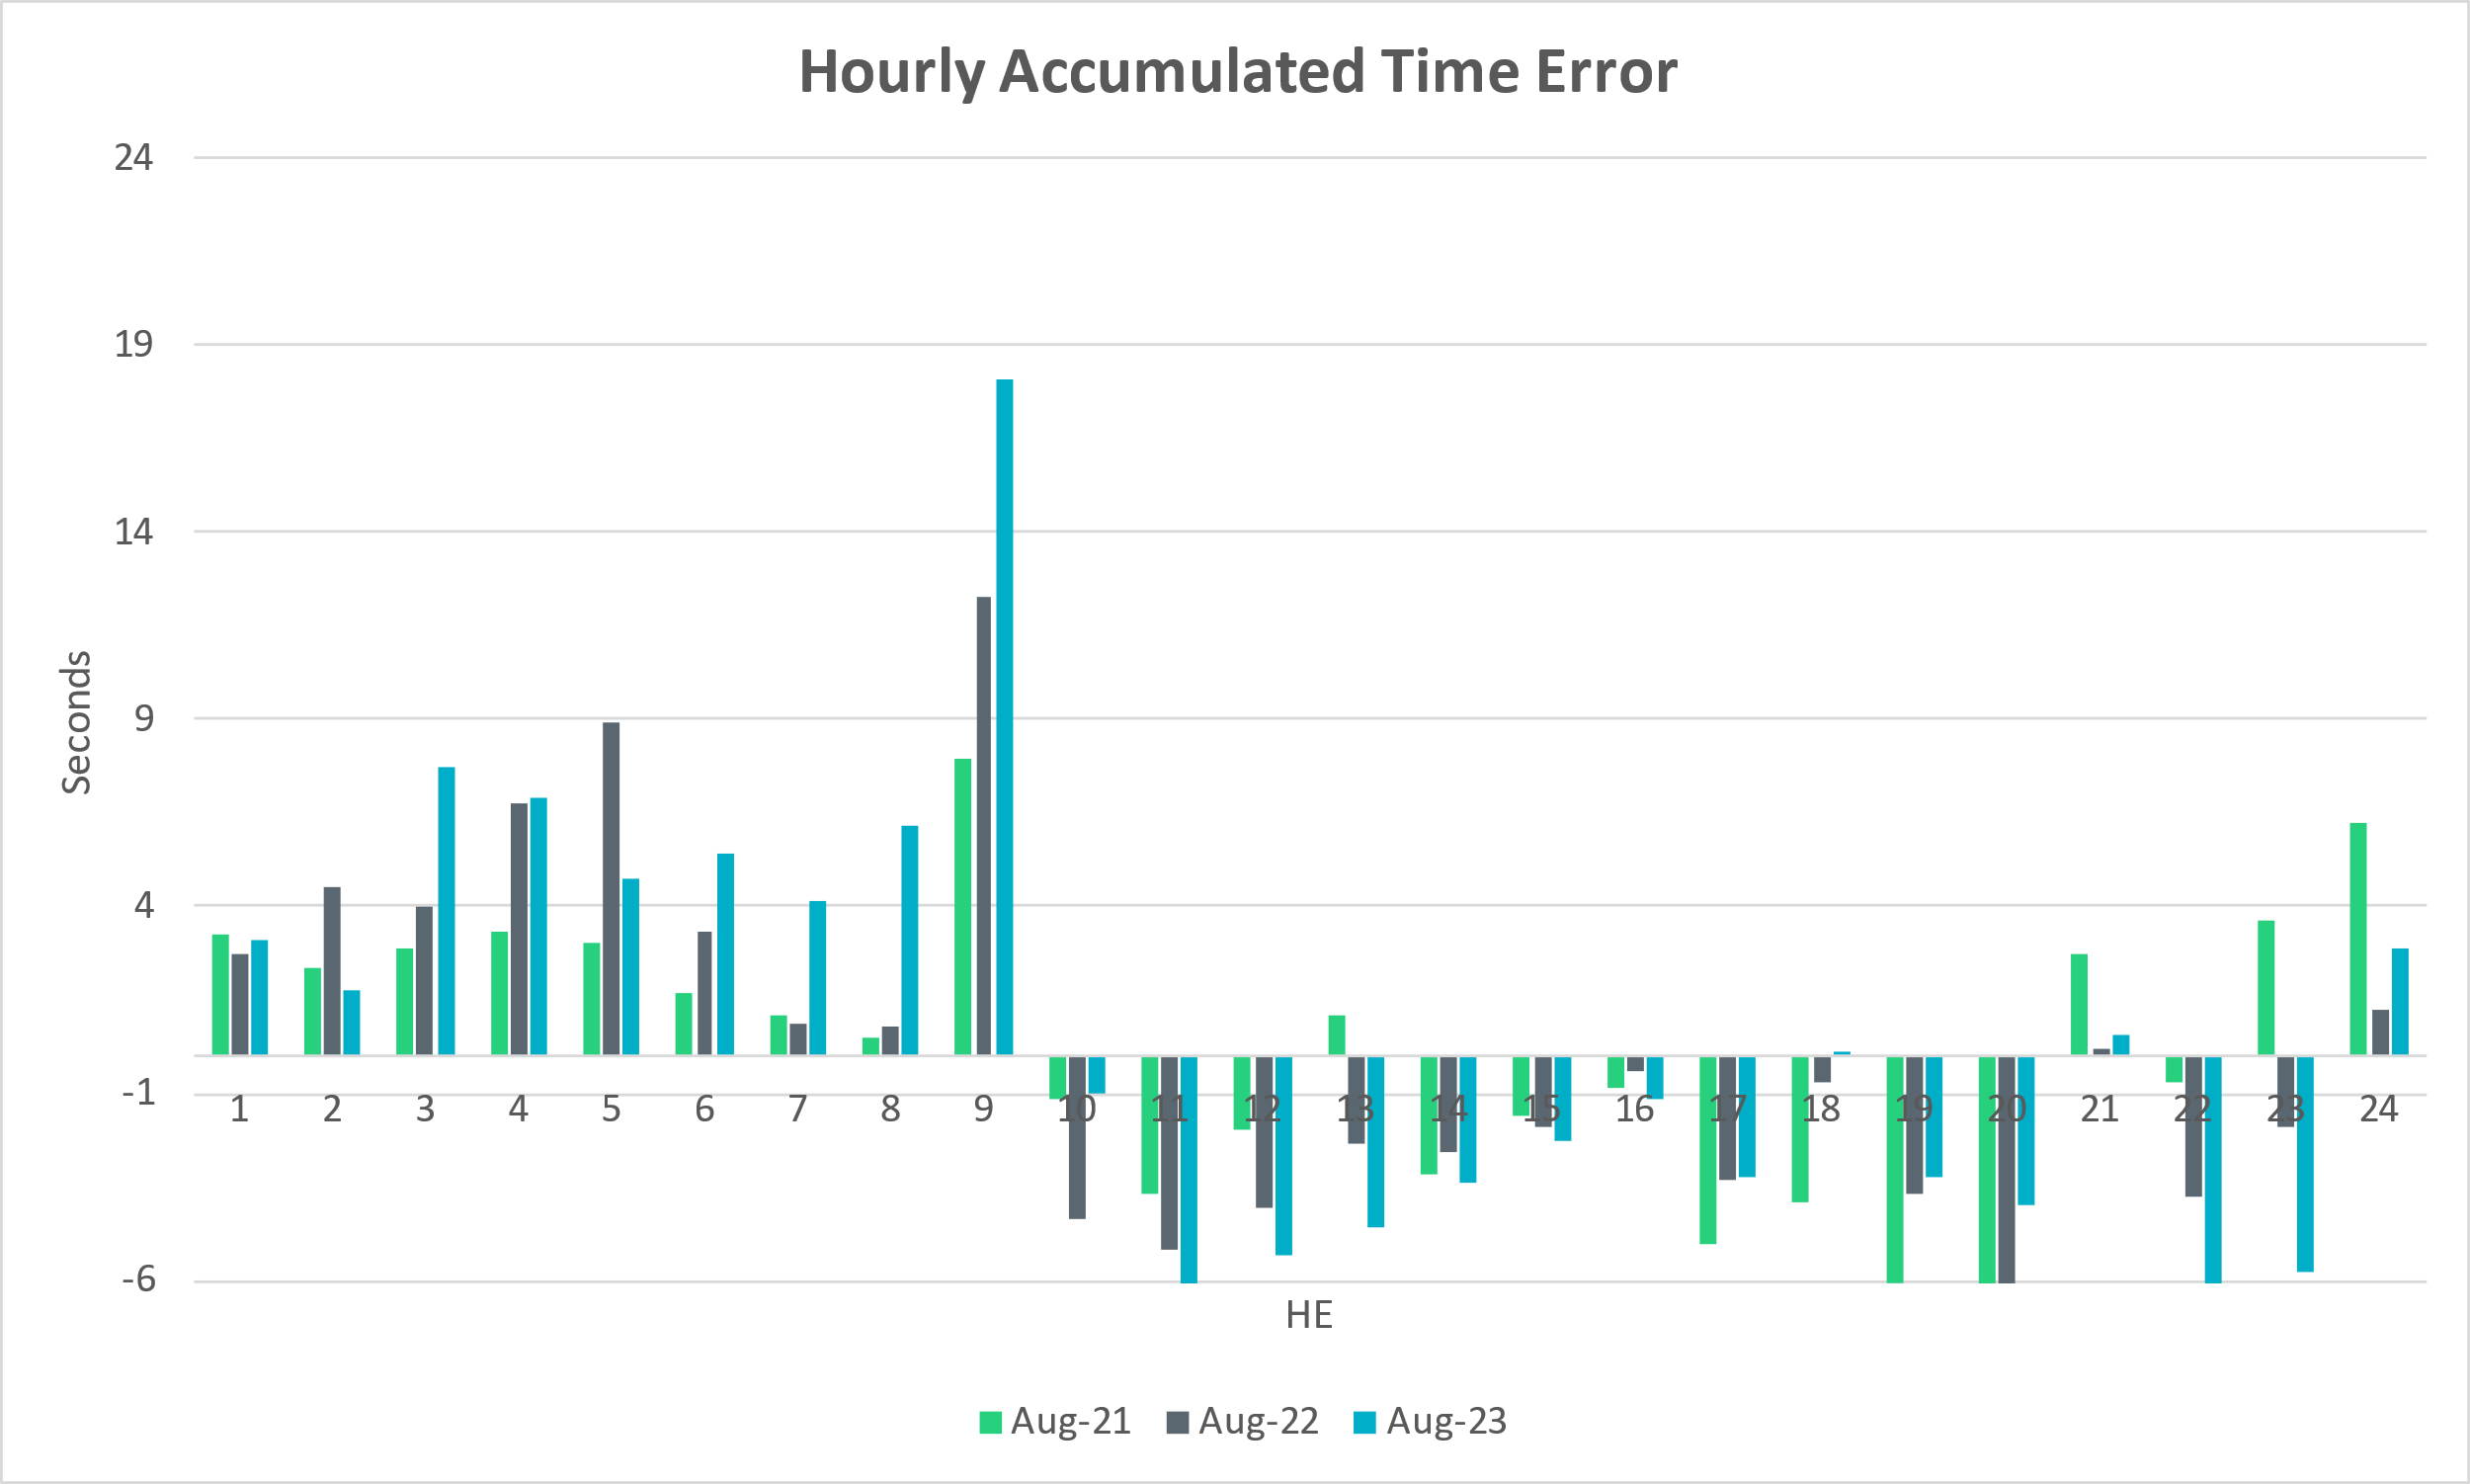 Hourly Accumulated Time Error
24
19
14
9
4
-1
-6
Seconds
1 2 3 4 5 6 7 8 9 10 11 12 13 14 15 16 17 18 19 20 21 22 23 24
HE
Aug-21 Aug-22 Aug-23